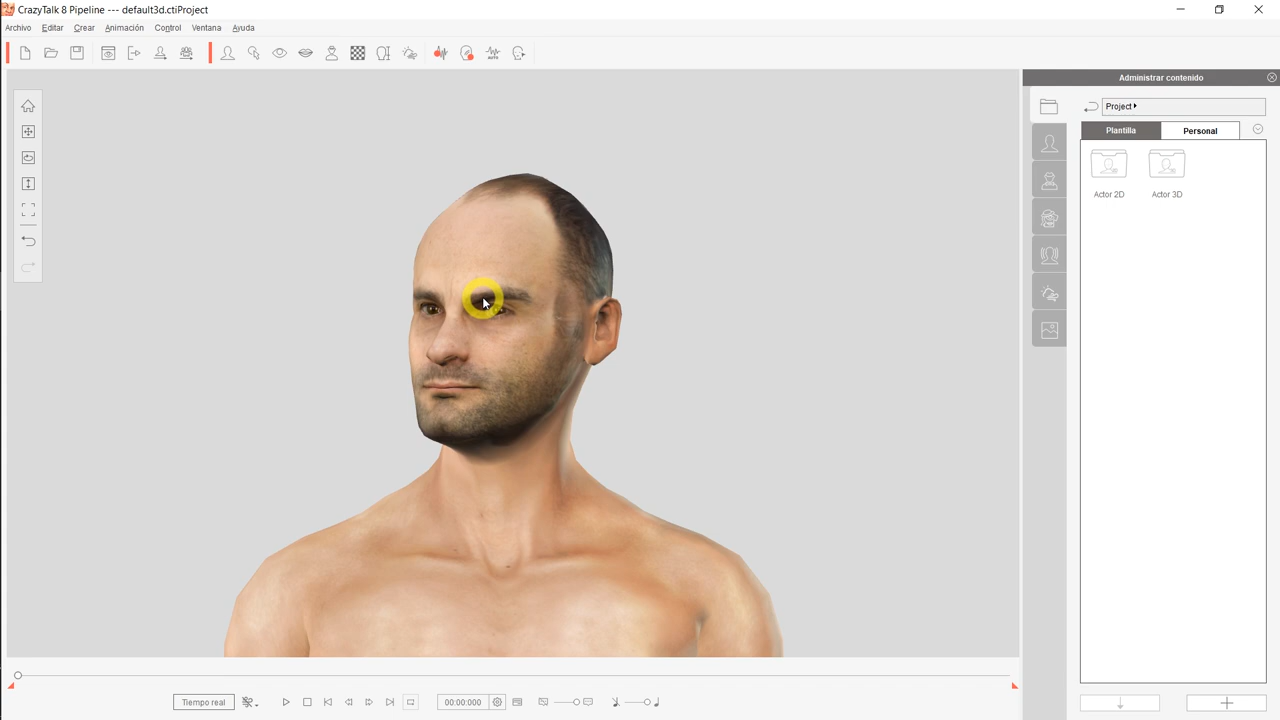 CrazyTalk 8 Pipeline --- default3d.ctiProject
Archivo Editar Crear Animación Control Ventana Ayuda
AUTO
Administrar contenido
Project
Plantilla Personal
Actor 2D Actor 3D
Tiempo real 00:00:000